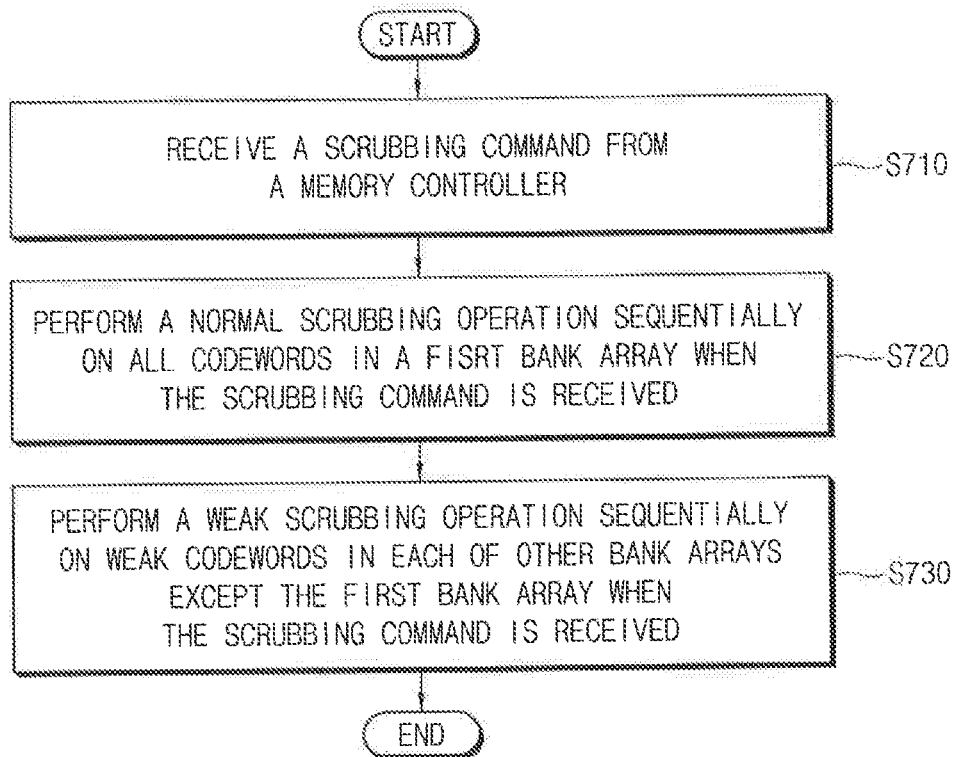 START
RECEIVE A SCRUBBING COMMAND FROM
A MEMORY CONTROLLER
S710
PERFORM A NORMAL SCRUBBING OPERATION SEQUENTIALLY
ON ALL CODEWORDS IN A FISRT BANK ARRAY WHEN
THE SCRUBBING COMMAND IS RECEIVED
S720
PERFORM A WEAK SCRUBBING OPERATION SEQUENTIALLY
ON WEAK CODEWORDS IN EACH OF OTHER BANK ARRAYS
EXCEPT THE FIRST BANK ARRAY WHEN
THE SCRUBBING COMMAND IS RECEIVED
S730
END